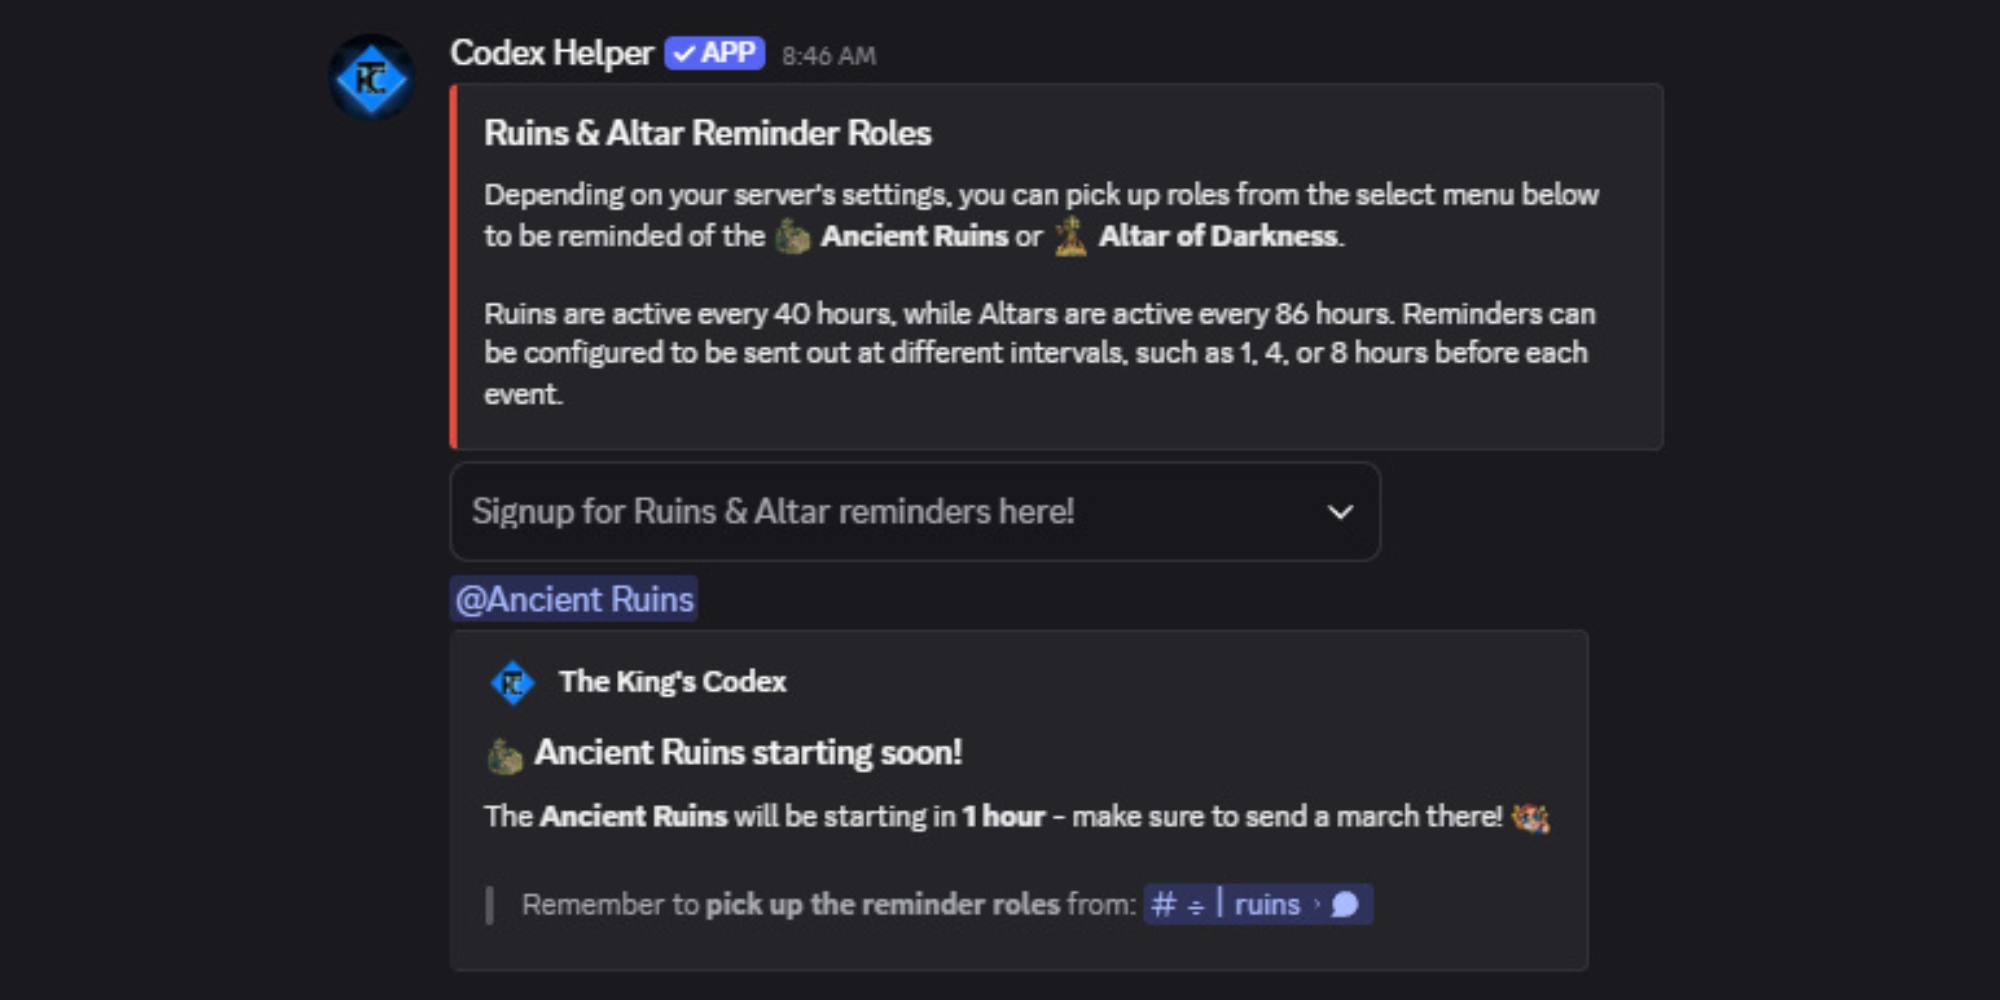 Codex Helper ✓ APP 8:46 AM
Ruins & Altar Reminder Roles
Depending on your server's settings, you can pick up roles from the select menu below
to be reminded of the Ancient Ruins or Altar of Darkness.
Ruins are active every 40 hours, while Altars are active every 86 hours. Reminders can
be configured to be sent out at different intervals, such as 1, 4, or 8 hours before each
event.
Signup for Ruins & Altar reminders here!
@Ancient Ruins
The King's Codex
Ancient Ruins starting soon!
The Ancient Ruins will be starting in 1 hour - make sure to send a march there!
Remember to pick up the reminder roles from: # ÷ | ruins ›